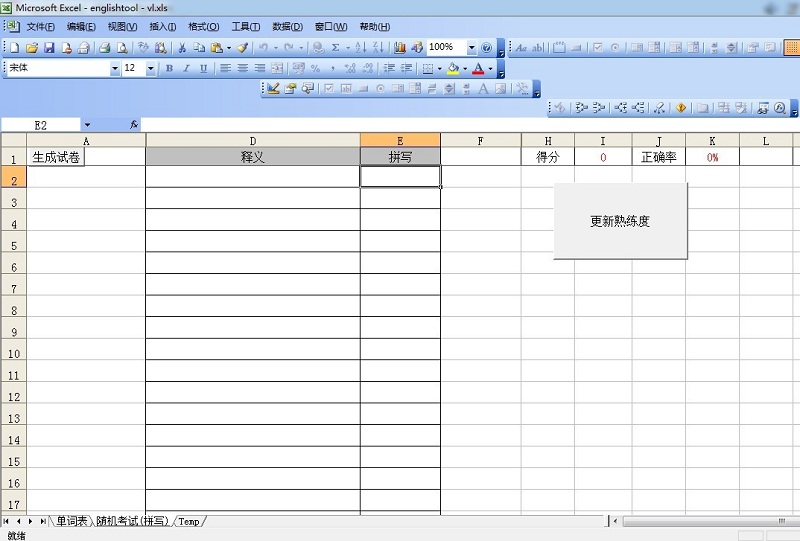 Microsoft Excel - englishtool - vl.xls
文件(F) 编辑(E) 视图(V) 插入(I) 格式(O) 工具(T) 数据(D) 窗口(W) 帮助(H)
100%
宋体 12 B I U
E2 fx
A D E F H I J K L
1 生成试卷 释义 拼写 得分 0 正确率 0%
2
更新熟练度
3
4
5
6
7
8
9
10
11
12
13
14
15
16
17
单词表 随机考试(拼写) Temp
就绪